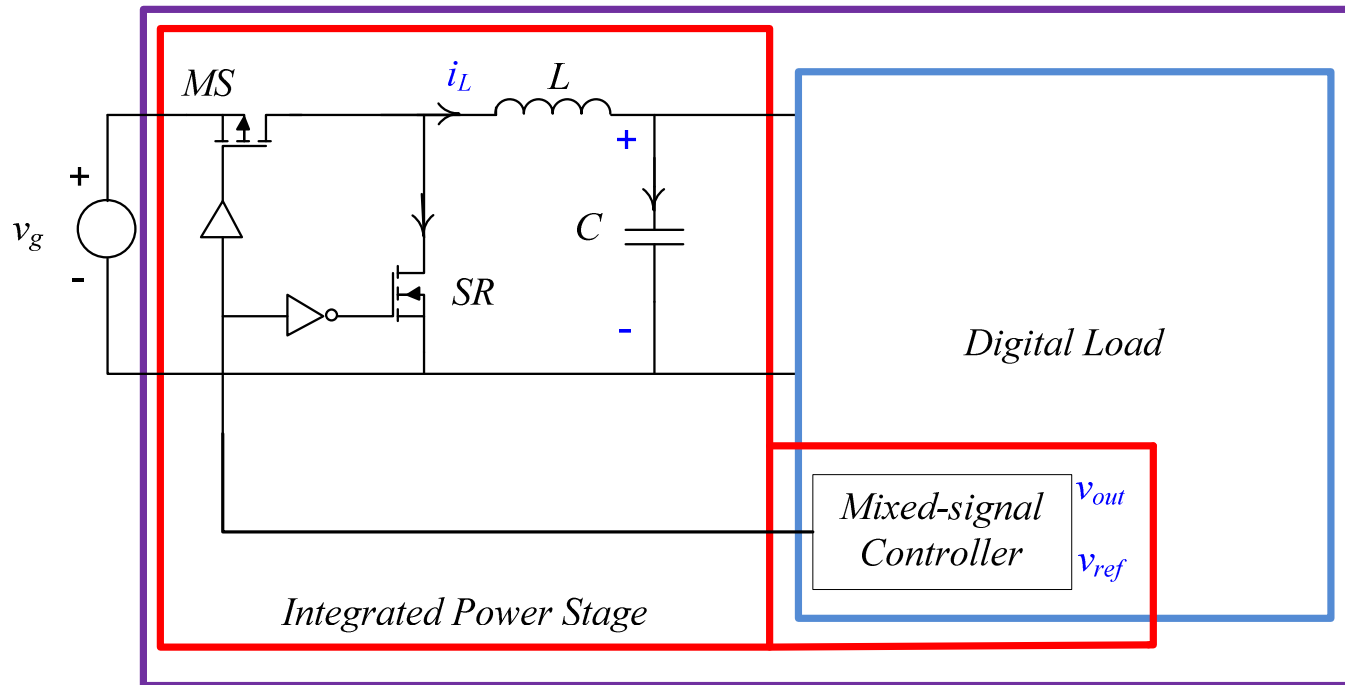 MS
i_L
L
+
+
v_g
C
-
SR
-
Digital Load
Mixed-signal
Controller
v_out
v_ref
Integrated Power Stage